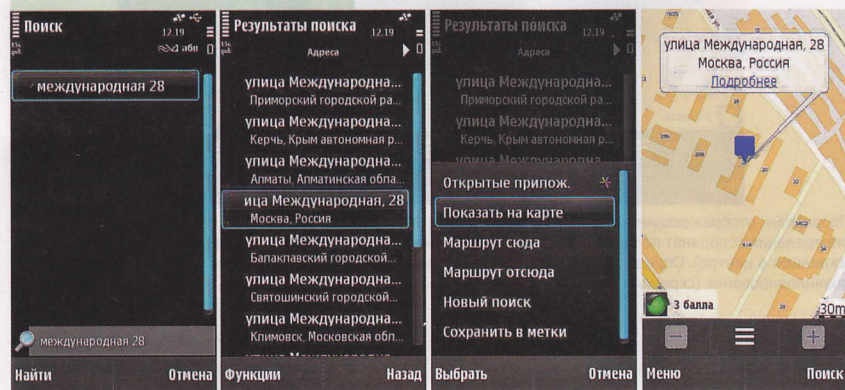 Поиск
12.19
абв
международная 28
международная 28
Найти Отмена
Результаты поиска
12.19
Адреса
улица Международна...
Приморский городской ра...
улица Международна...
Керчь, Крым автономная р...
улица Международна...
Алматы, Алматинская обла...
ица Международная, 28
Москва, Россия
улица Международна...
Балаклавский городской...
улица Международна...
Святошинский городской...
улица Международна...
Климовск, Московская обл...
Функции Назад
Результаты поиска
12.19
Адреса
улица Международна...
Приморский городской ра...
улица Международна...
Керчь, Крым автономная р...
Открытые прилож.
Показать на карте
Маршрут сюда
Маршрут отсюда
Новый поиск
Сохранить в метки
Выбрать Отмена
улица Международная, 28
Москва, Россия
Подробнее
3 балла
30m
Меню Поиск